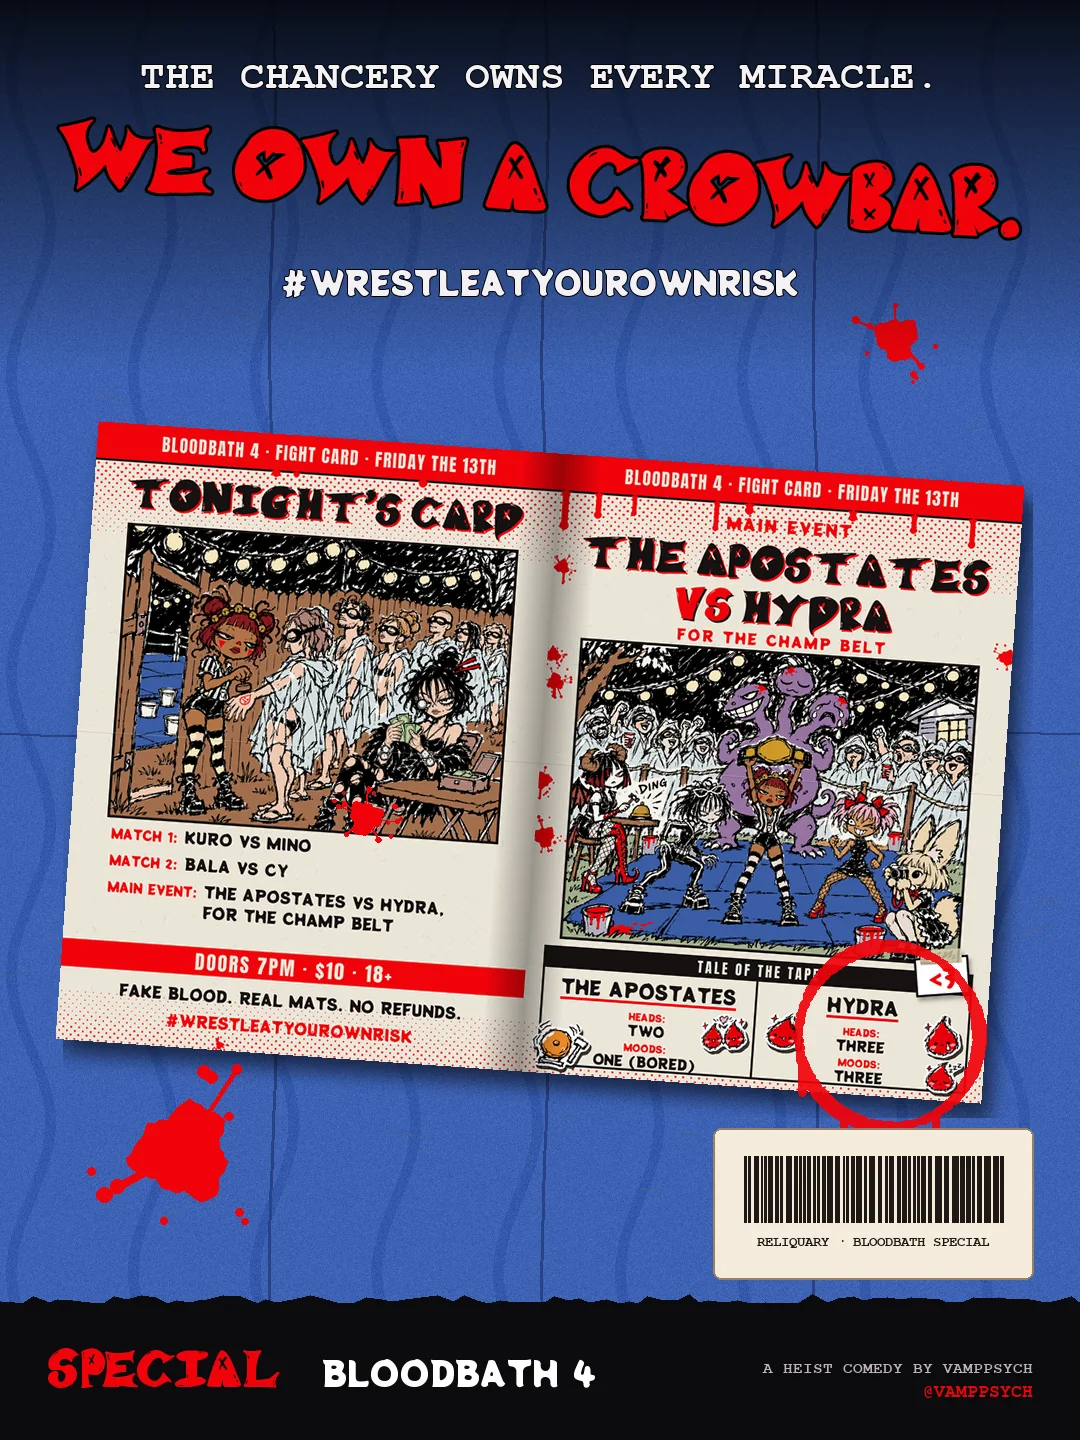 THE CHANCERY OWNS EVERY MIRACLE.
WE OWN A CROWBAR.
#WRESTLEATYOUROWNRISK
BLOODBATH 4 · FIGHT CARD · FRIDAY THE 13TH
TONIGHT'S CARD
MATCH 1: KURO VS MINO
MATCH 2: BALA VS CY
MAIN EVENT: THE APOSTATES VS HYDRA,
FOR THE CHAMP BELT
DOORS 7PM · $10 · 18+
FAKE BLOOD. REAL MATS. NO REFUNDS.
#WRESTLEATYOUROWNRISK
BLOODBATH 4 · FIGHT CARD · FRIDAY THE 13TH
MAIN EVENT
THE APOSTATES
VS HYDRA
FOR THE CHAMP BELT
DING
TALE OF THE TAPE
THE APOSTATES
HEADS:
TWO
MOODS:
ONE (BORED)
HYDRA
HEADS:
THREE
MOODS:
THREE
RELIQUARY · BLOODBATH SPECIAL
SPECIAL
BLOODBATH 4
A HEIST COMEDY BY VAMPPSYCH
@VAMPPSYCH